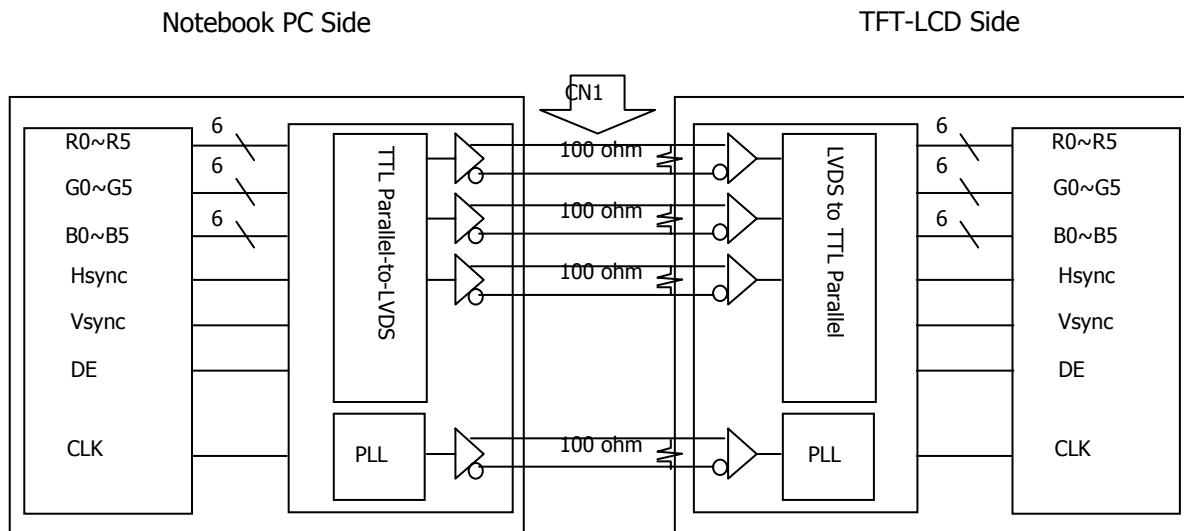 Notebook PC Side
TFT-LCD Side
CN1
R0~R5
6
G0~G5
6
B0~B5
6
Hsync
Vsync
DE
CLK
TTL Parallel-to-LVDS
PLL
100 ohm
100 ohm
100 ohm
100 ohm
LVDS to TTL Parallel
PLL
6
R0~R5
6
G0~G5
6
B0~B5
Hsync
Vsync
DE
CLK